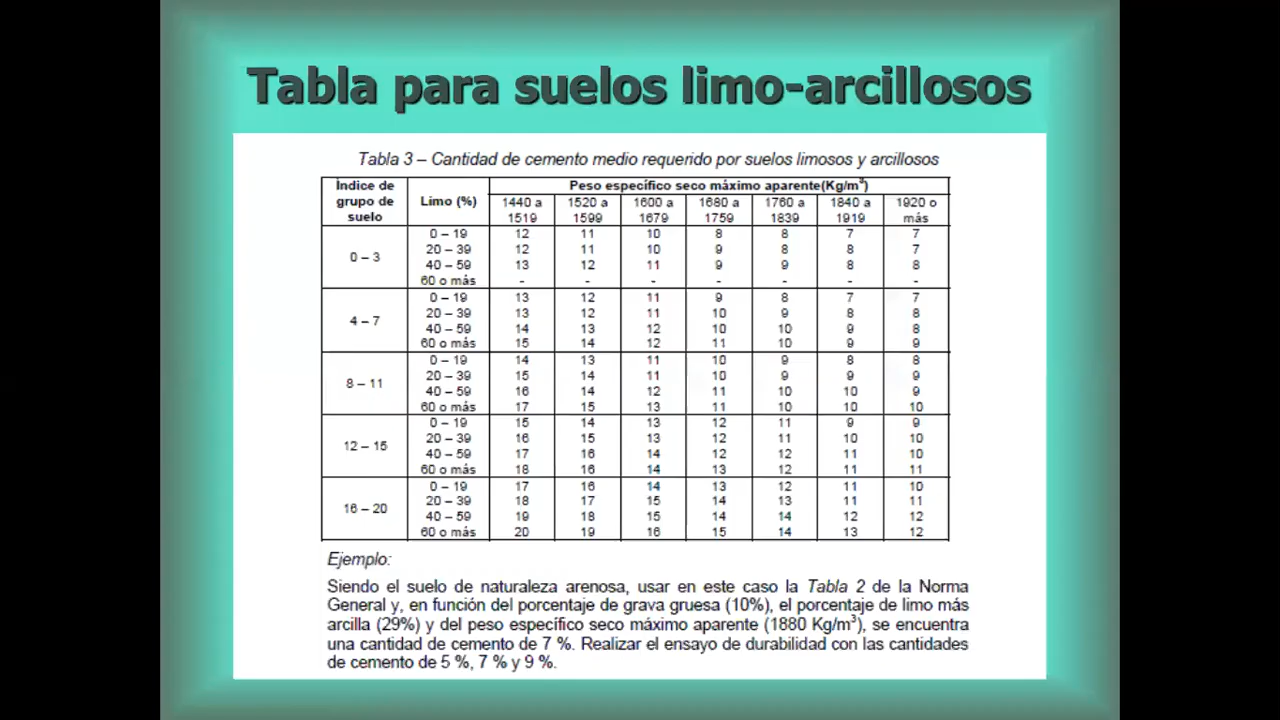 Tabla para suelos limo-arcillosos
Tabla 3 – Cantidad de cemento medio requerido por suelos limosos y arcillosos
Índice de grupo de suelo Limo (%) Peso específico seco máximo aparente(Kg/m³)
1440 a 1519 1520 a 1599 1600 a 1679 1680 a 1759 1760 a 1839 1840 a 1919 1920 o más
0 – 3
0 – 19 12 11 10 8 8 7 7
20 – 39 12 11 10 9 8 8 7
40 – 59 13 12 11 9 9 8 8
60 o más - - - - - - -
4 – 7
0 – 19 13 12 11 9 8 7 7
20 – 39 13 12 11 10 9 8 8
40 – 59 14 13 12 10 10 9 8
60 o más 15 14 12 11 10 9 9
8 – 11
0 – 19 14 13 11 10 9 8 8
20 – 39 15 14 11 10 9 9 9
40 – 59 16 14 12 11 10 10 9
60 o más 17 15 13 11 10 10 10
12 – 15
0 – 19 15 14 13 12 11 9 9
20 – 39 16 15 13 12 11 10 10
40 – 59 17 16 14 12 12 11 10
60 o más 18 16 14 13 12 11 11
16 – 20
0 – 19 17 16 14 13 12 11 10
20 – 39 18 17 15 14 13 11 11
40 – 59 19 18 15 14 14 12 12
60 o más 20 19 16 15 14 13 12
Ejemplo:
Siendo el suelo de naturaleza arenosa, usar en este caso la Tabla 2 de la Norma
General y, en función del porcentaje de grava gruesa (10%), el porcentaje de limo más
arcilla (29%) y del peso específico seco máximo aparente (1880 Kg/m³), se encuentra
una cantidad de cemento de 7 %. Realizar el ensayo de durabilidad con las cantidades
de cemento de 5 %, 7 % y 9 %.